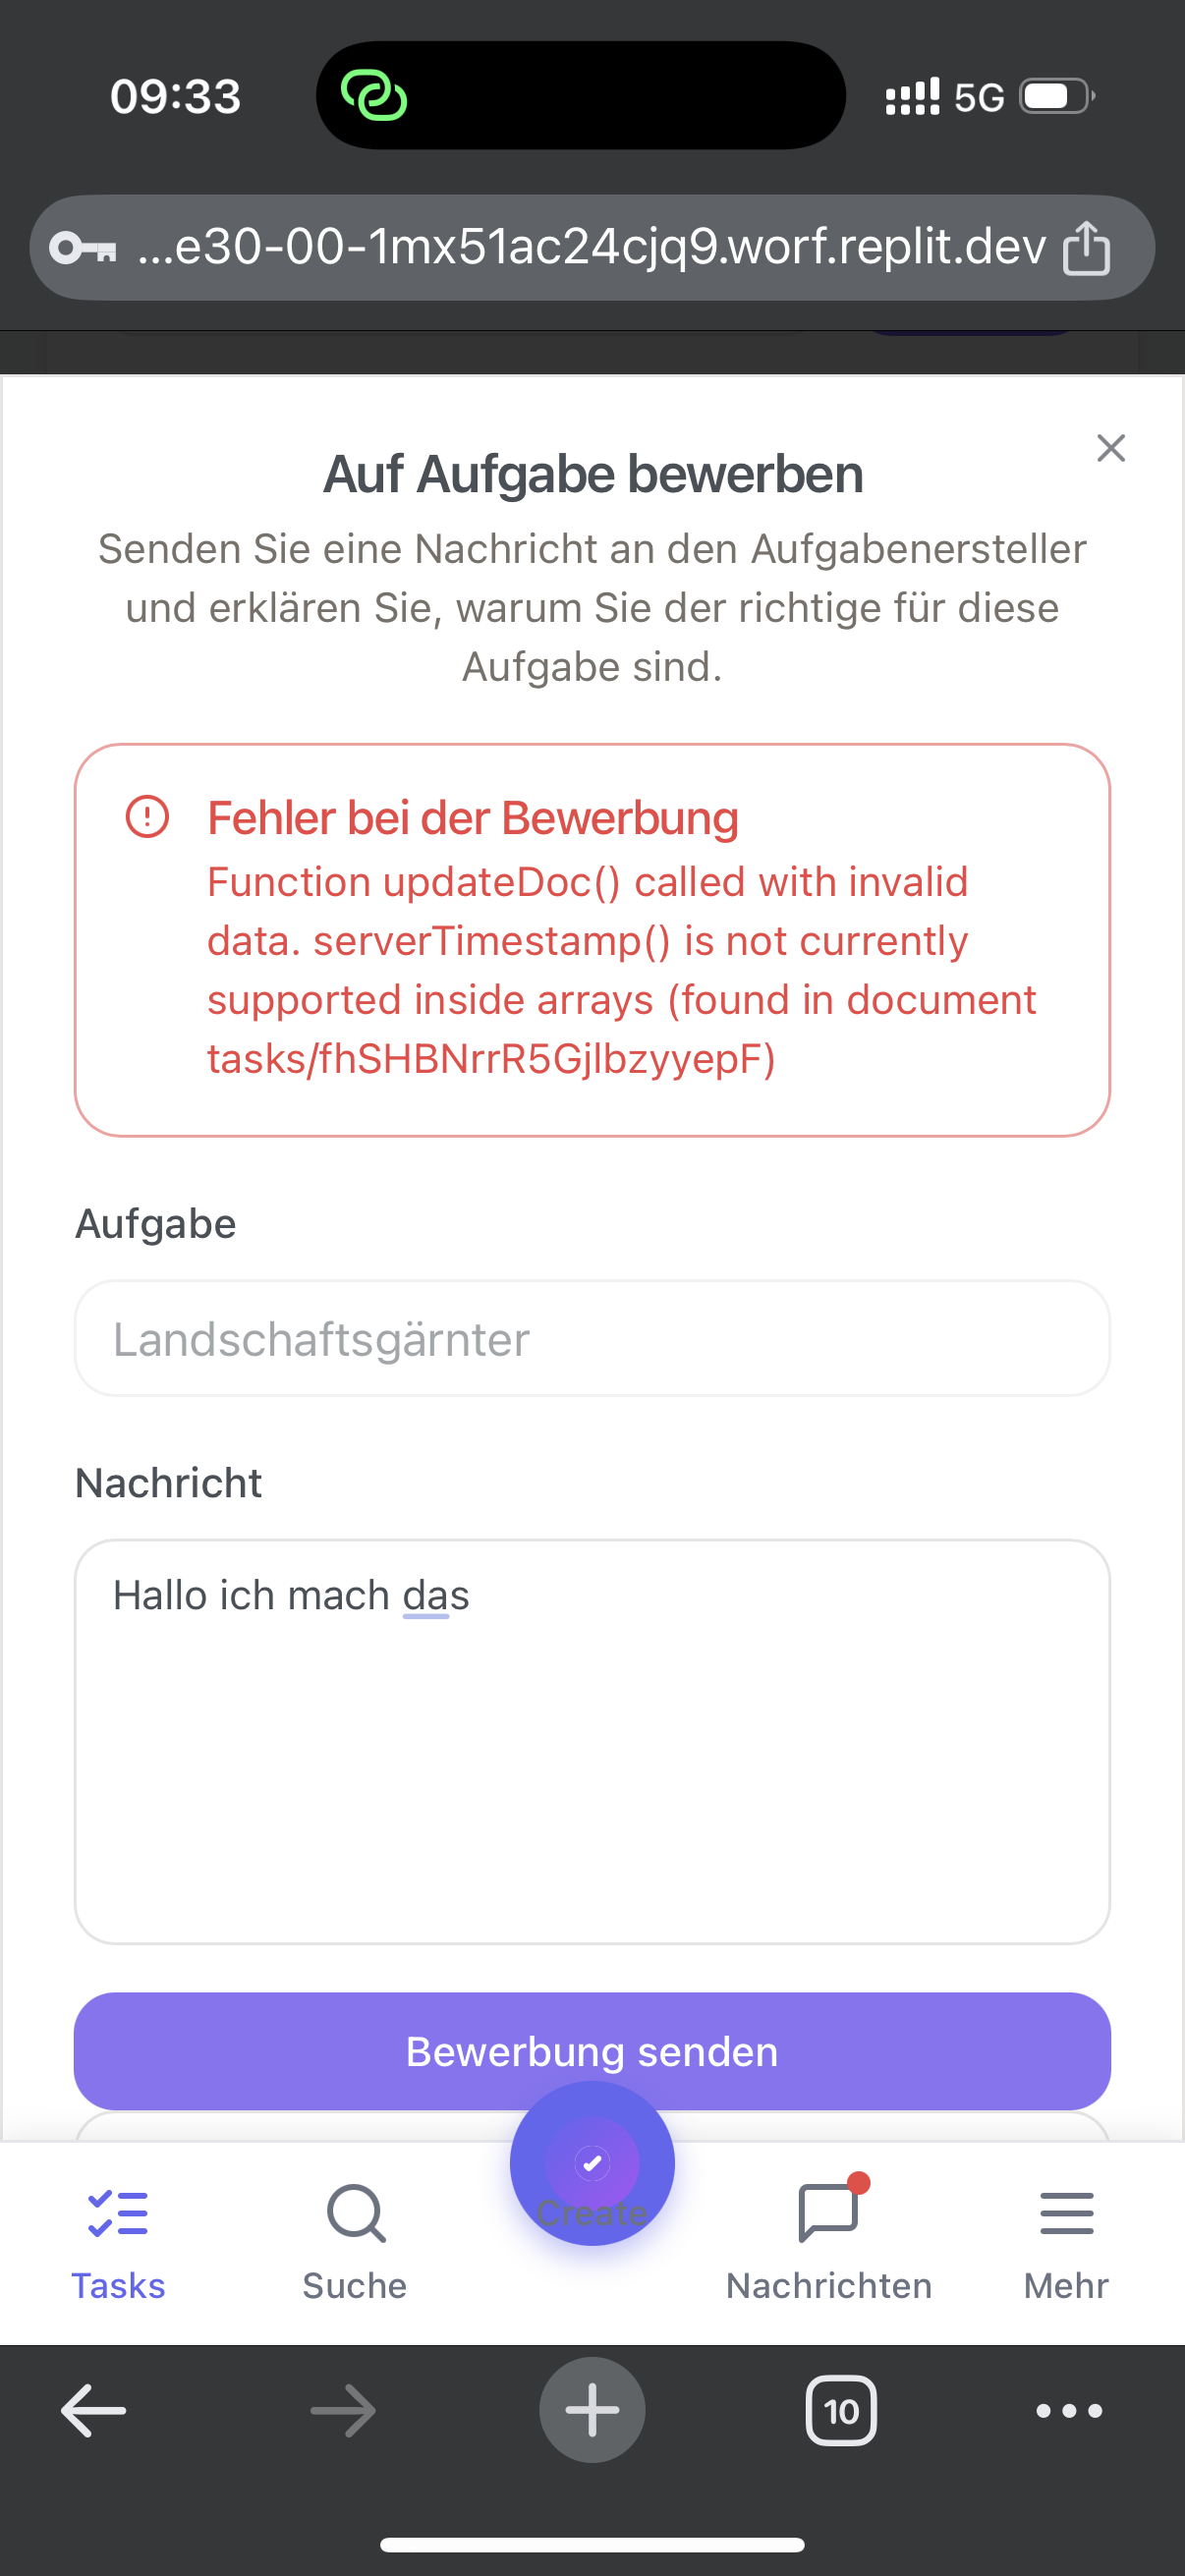 09:33
5G
...e30-00-1mx51ac24cjq9.worf.replit.dev
Auf Aufgabe bewerben
Senden Sie eine Nachricht an den Aufgabenersteller
und erklären Sie, warum Sie der richtige für diese
Aufgabe sind.
Fehler bei der Bewerbung
Function updateDoc() called with invalid
data. serverTimestamp() is not currently
supported inside arrays (found in document
tasks/fhSHBNrrR5GjlbzyyepF)
Aufgabe
Landschaftsgärnter
Nachricht
Hallo ich mach das
Bewerbung senden
Create
Tasks
Suche
Nachrichten
Mehr
10